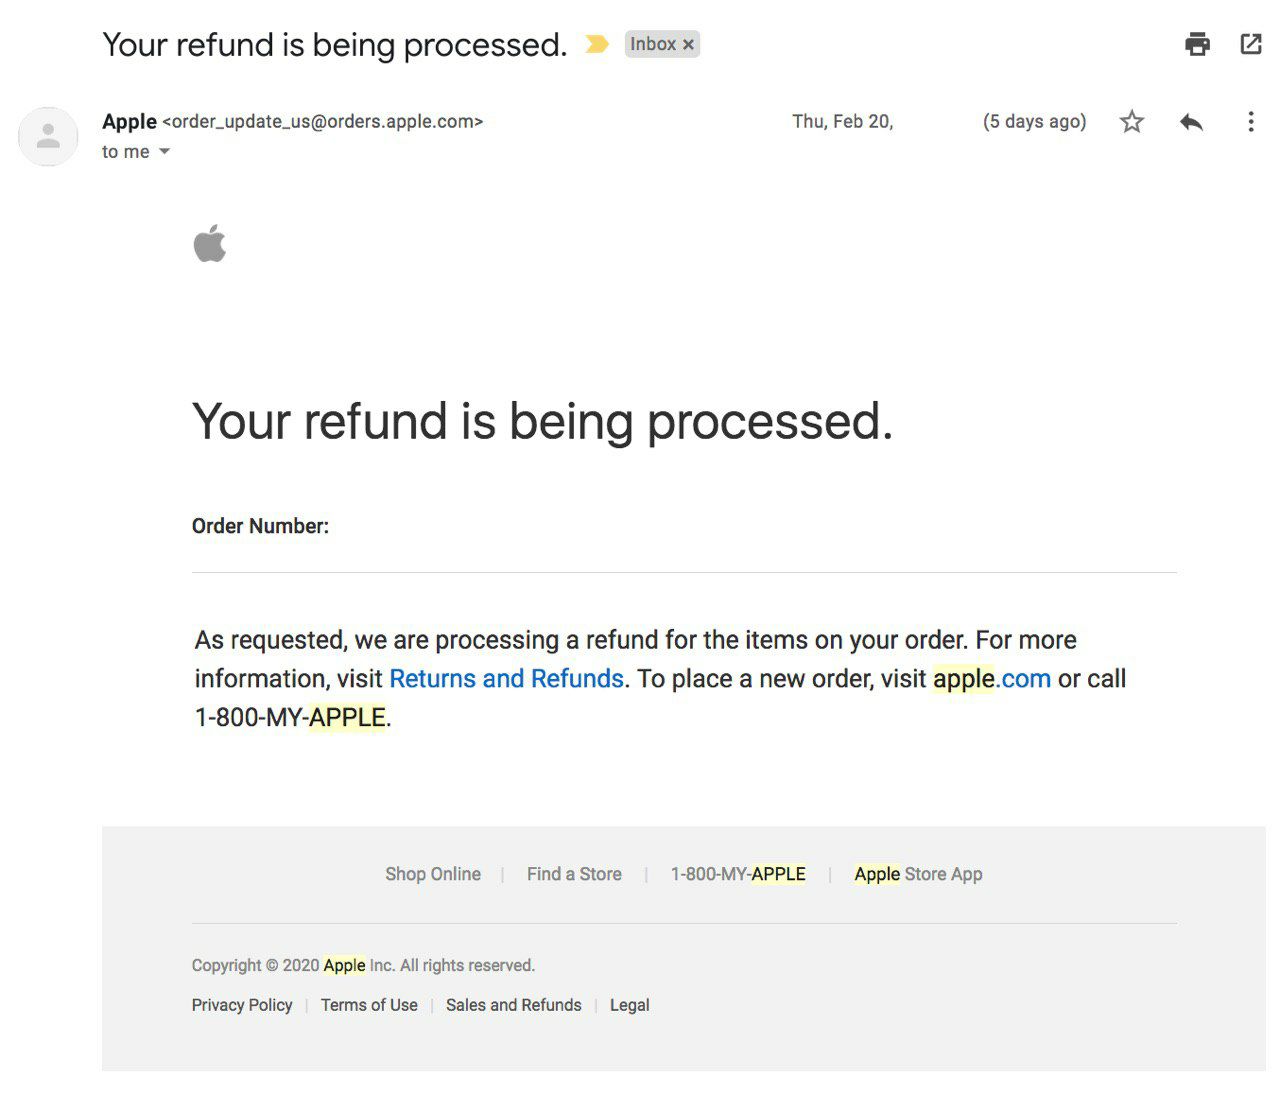 Your refund is being processed. Inbox ×
Apple <order_update_us@orders.apple.com> Thu, Feb 20, (5 days ago)
to me
Your refund is being processed.
Order Number:
As requested, we are processing a refund for the items on your order. For more
information, visit Returns and Refunds. To place a new order, visit apple.com or call
1-800-MY-APPLE.
Shop Online | Find a Store | 1-800-MY-APPLE | Apple Store App
Copyright © 2020 Apple Inc. All rights reserved.
Privacy Policy | Terms of Use | Sales and Refunds | Legal